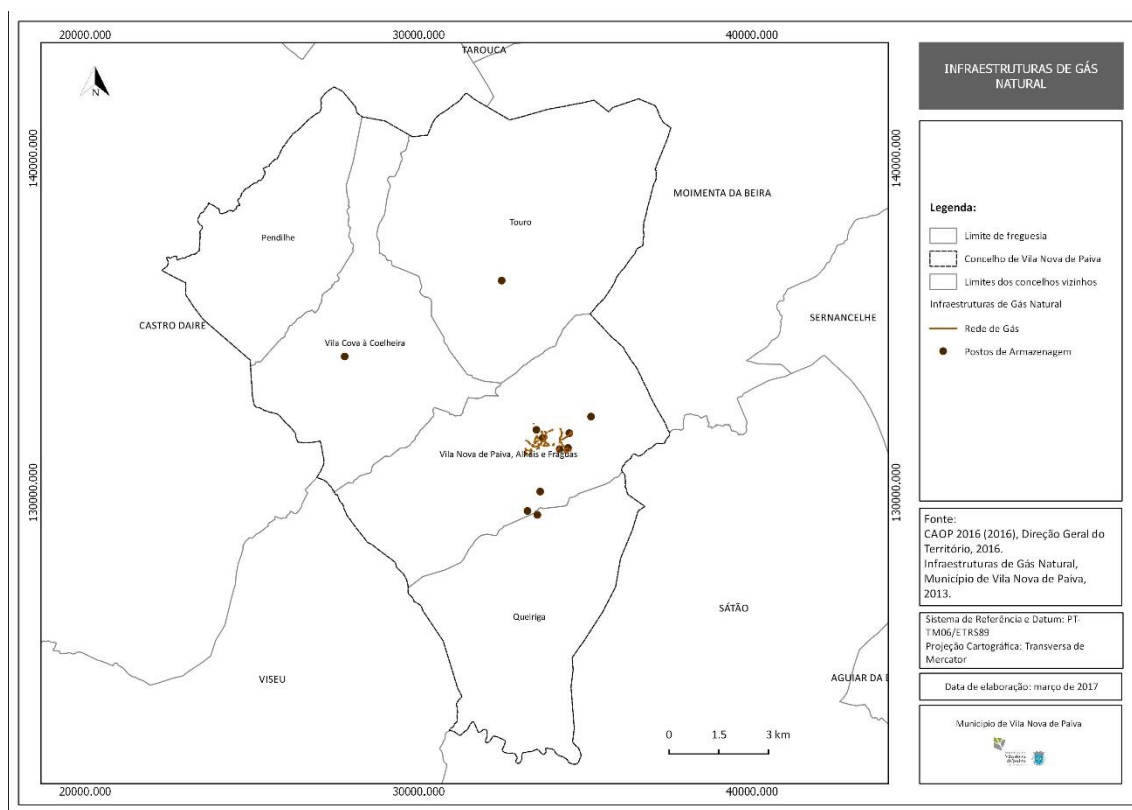 20000.000
30000.000
40000.000
TAROUCA
N
140000.000
140000.000
MOIMENTA DA BEIRA
Touro
Pendilhe
SERNANCELHE
CASTRO DAIRE
Vila Cova à Coelheira
Vila Nova de Paiva, Alhais e Fráguas
130000.000
130000.000
SÁTÃO
Queiriga
VISEU
AGUIAR DA B
0 1.5 3 km
20000.000
30000.000
40000.000
INFRAESTRUTURAS DE GÁS
NATURAL
Legenda:
Limite de freguesia
Concelho de Vila Nova de Paiva
Limites dos concelhos vizinhos
Infraestruturas de Gás Natural
Rede de Gás
Postos de Armazenagem
Fonte:
CAOP 2016 (2016), Direção Geral do
Território, 2016.
Infraestruturas de Gás Natural,
Município de Vila Nova de Paiva,
2013.
Sistema de Referência e Datum: PT-
TM06/ETRS89
Projeção Cartográfica: Transversa de
Mercator
Data de elaboração: março de 2017
Município de Vila Nova de Paiva